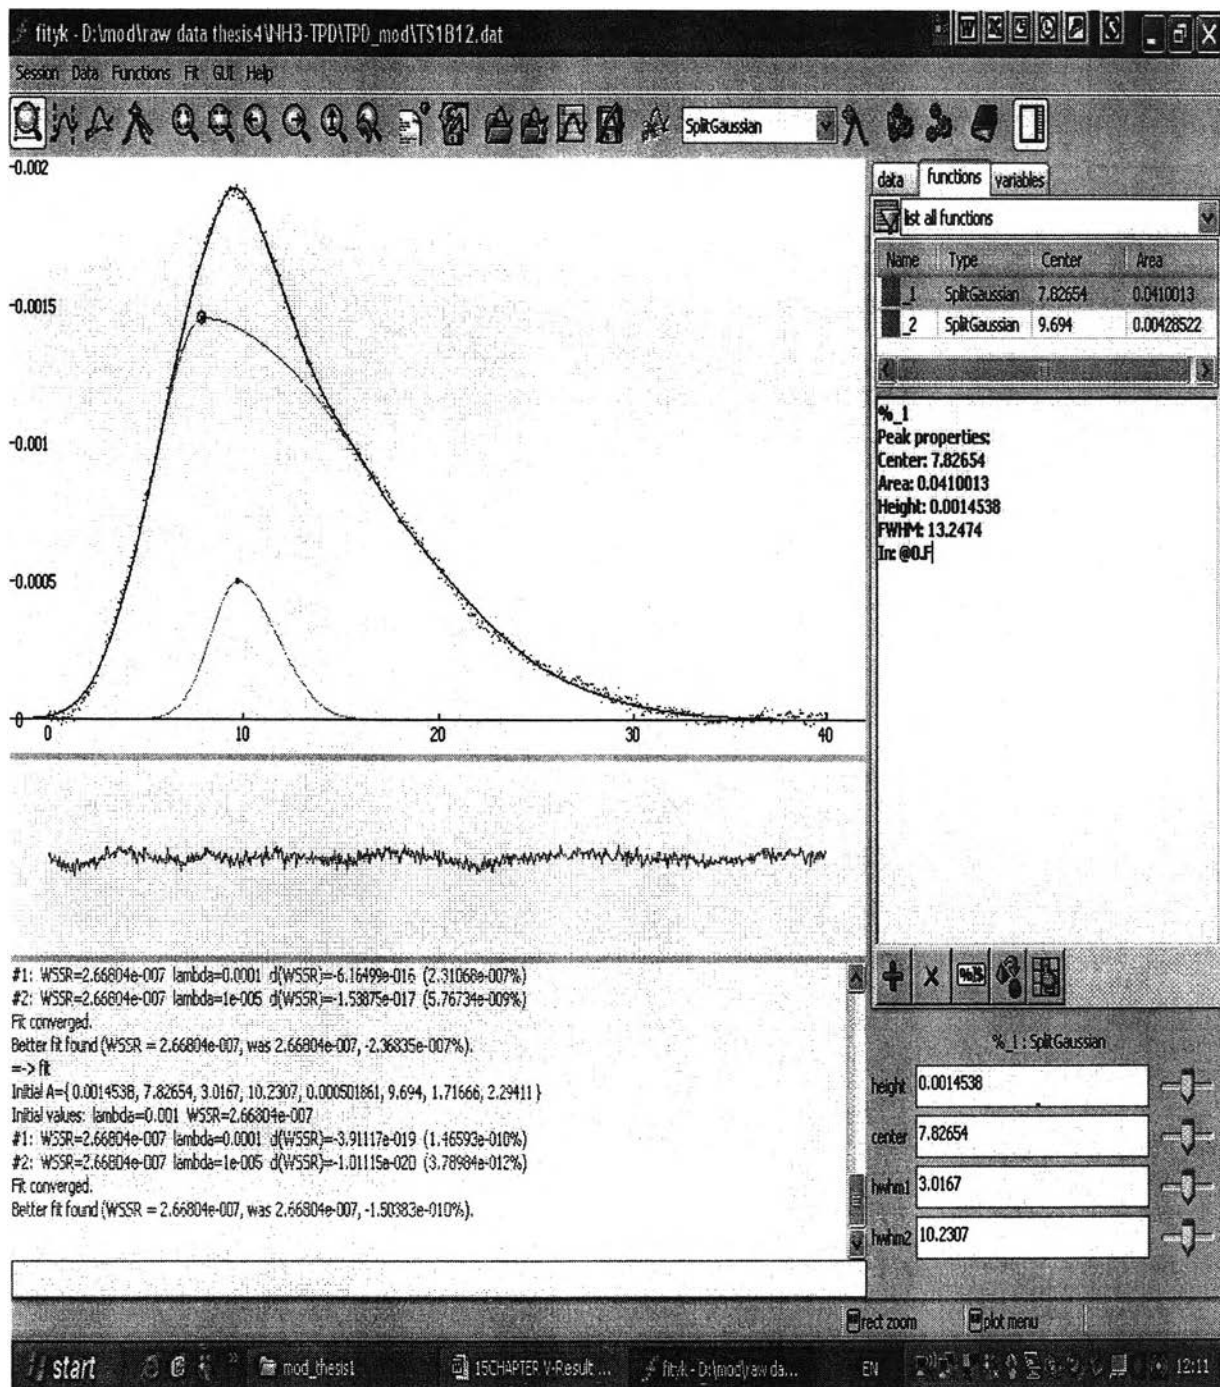 fityk - D:\mod\raw data thesis4\NH3-TPD\TPD_mod\TS1B12.dat
Session Data Functions Fit GUI Help
SplitGaussian
-0.002
-0.0015
-0.001
-0.0005
-0
0 10 20 30 40
data functions variables
list all functions
Name Type Center Area
_1 SplitGaussian 7.82654 0.0410013
_2 SplitGaussian 9.694 0.00428522
%_1
Peak properties:
Center: 7.82654
Area: 0.0410013
Height: 0.0014538
FWHM: 13.2474
In: @0.F
#1: WSSR=2.66804e-007 lambda=0.0001 d(WSSR)=-6.16499e-016 (2.31068e-007%)
#2: WSSR=2.66804e-007 lambda=1e-005 d(WSSR)=-1.53875e-017 (5.76734e-009%)
Fit converged.
Better fit found (WSSR = 2.66804e-007, was 2.66804e-007, -2.36835e-007%).
=-> fit
Initial A={ 0.0014538, 7.82654, 3.0167, 10.2307, 0.000501861, 9.694, 1.71666, 2.29411 }
Initial values: lambda=0.001 WSSR=2.66804e-007
#1: WSSR=2.66804e-007 lambda=0.0001 d(WSSR)=-3.91117e-019 (1.46593e-010%)
#2: WSSR=2.66804e-007 lambda=1e-005 d(WSSR)=-1.01115e-020 (3.78984e-012%)
Fit converged.
Better fit found (WSSR = 2.66804e-007, was 2.66804e-007, -1.50383e-010%).
%_1 : SplitGaussian
height 0.0014538
center 7.82654
hwhm1 3.0167
hwhm2 10.2307
rect zoom plot menu
start mod_thesis1 15CHAPTER V-Result ... fityk - D:\mod\raw da... EN 12:11